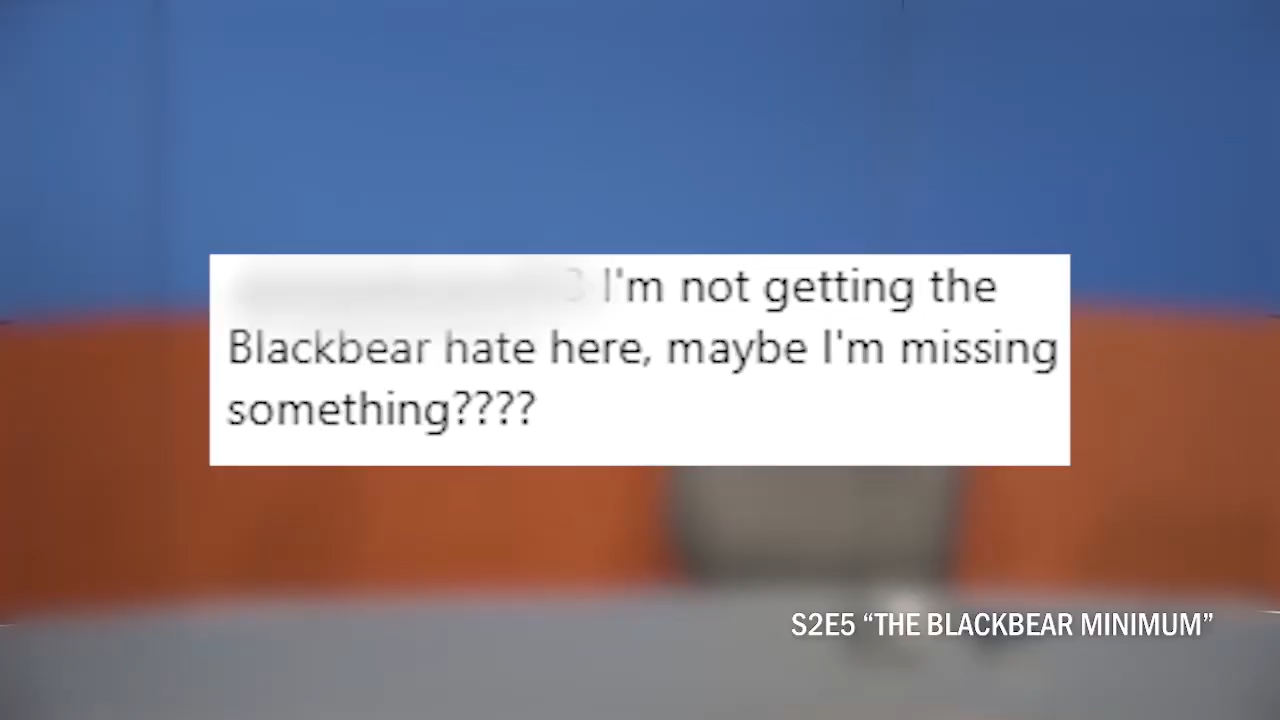 I'm not getting the
Blackbear hate here, maybe I'm missing
something????
S2E5 “THE BLACKBEAR MINIMUM”